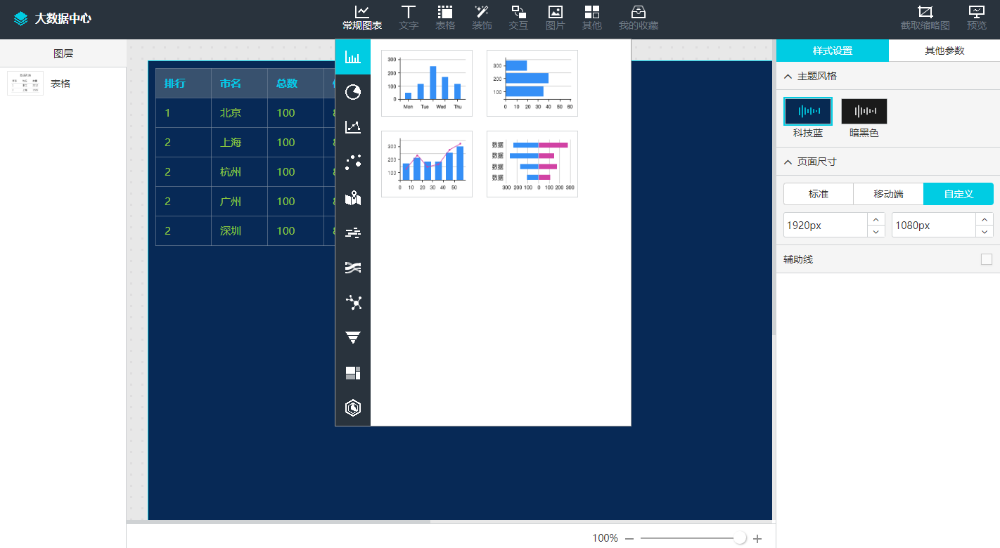 大数据中心
常规图表
文字
表格
装饰
交互
图片
其他
我的收藏
截取缩略图
预览
图层
表格
排行 市名 总数
1 北京 100
2 上海 100
2 杭州 100
2 广州 100
2 深圳 100
300
200
100
0
Mon Tue Wed Thu
300
200
100
0 10 20 30 40 50 60
300
200
100
0 10 20 30 40 50
数据
数据
数据
数据
300 200 100 0 100 200 300
样式设置 其他参数
主题风格
科技蓝 暗黑色
页面尺寸
标准 移动端 自定义
1920px 1080px
辅助线
100%